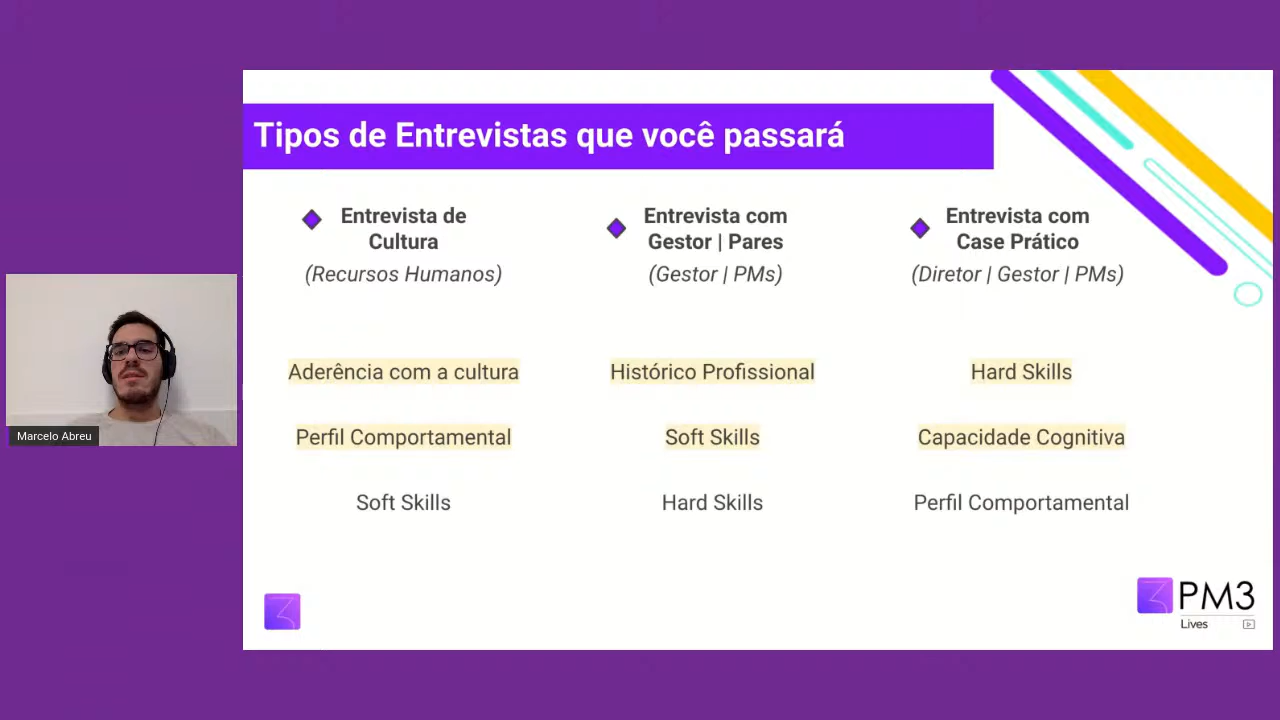 Tipos de Entrevistas que você passará
Entrevista de
Cultura
(Recursos Humanos)
Entrevista com
Gestor | Pares
(Gestor | PMs)
Entrevista com
Case Prático
(Diretor | Gestor | PMs)
Aderência com a cultura
Histórico Profissional
Hard Skills
Perfil Comportamental
Soft Skills
Capacidade Cognitiva
Soft Skills
Hard Skills
Perfil Comportamental
Marcelo Abreu
PM3
Lives